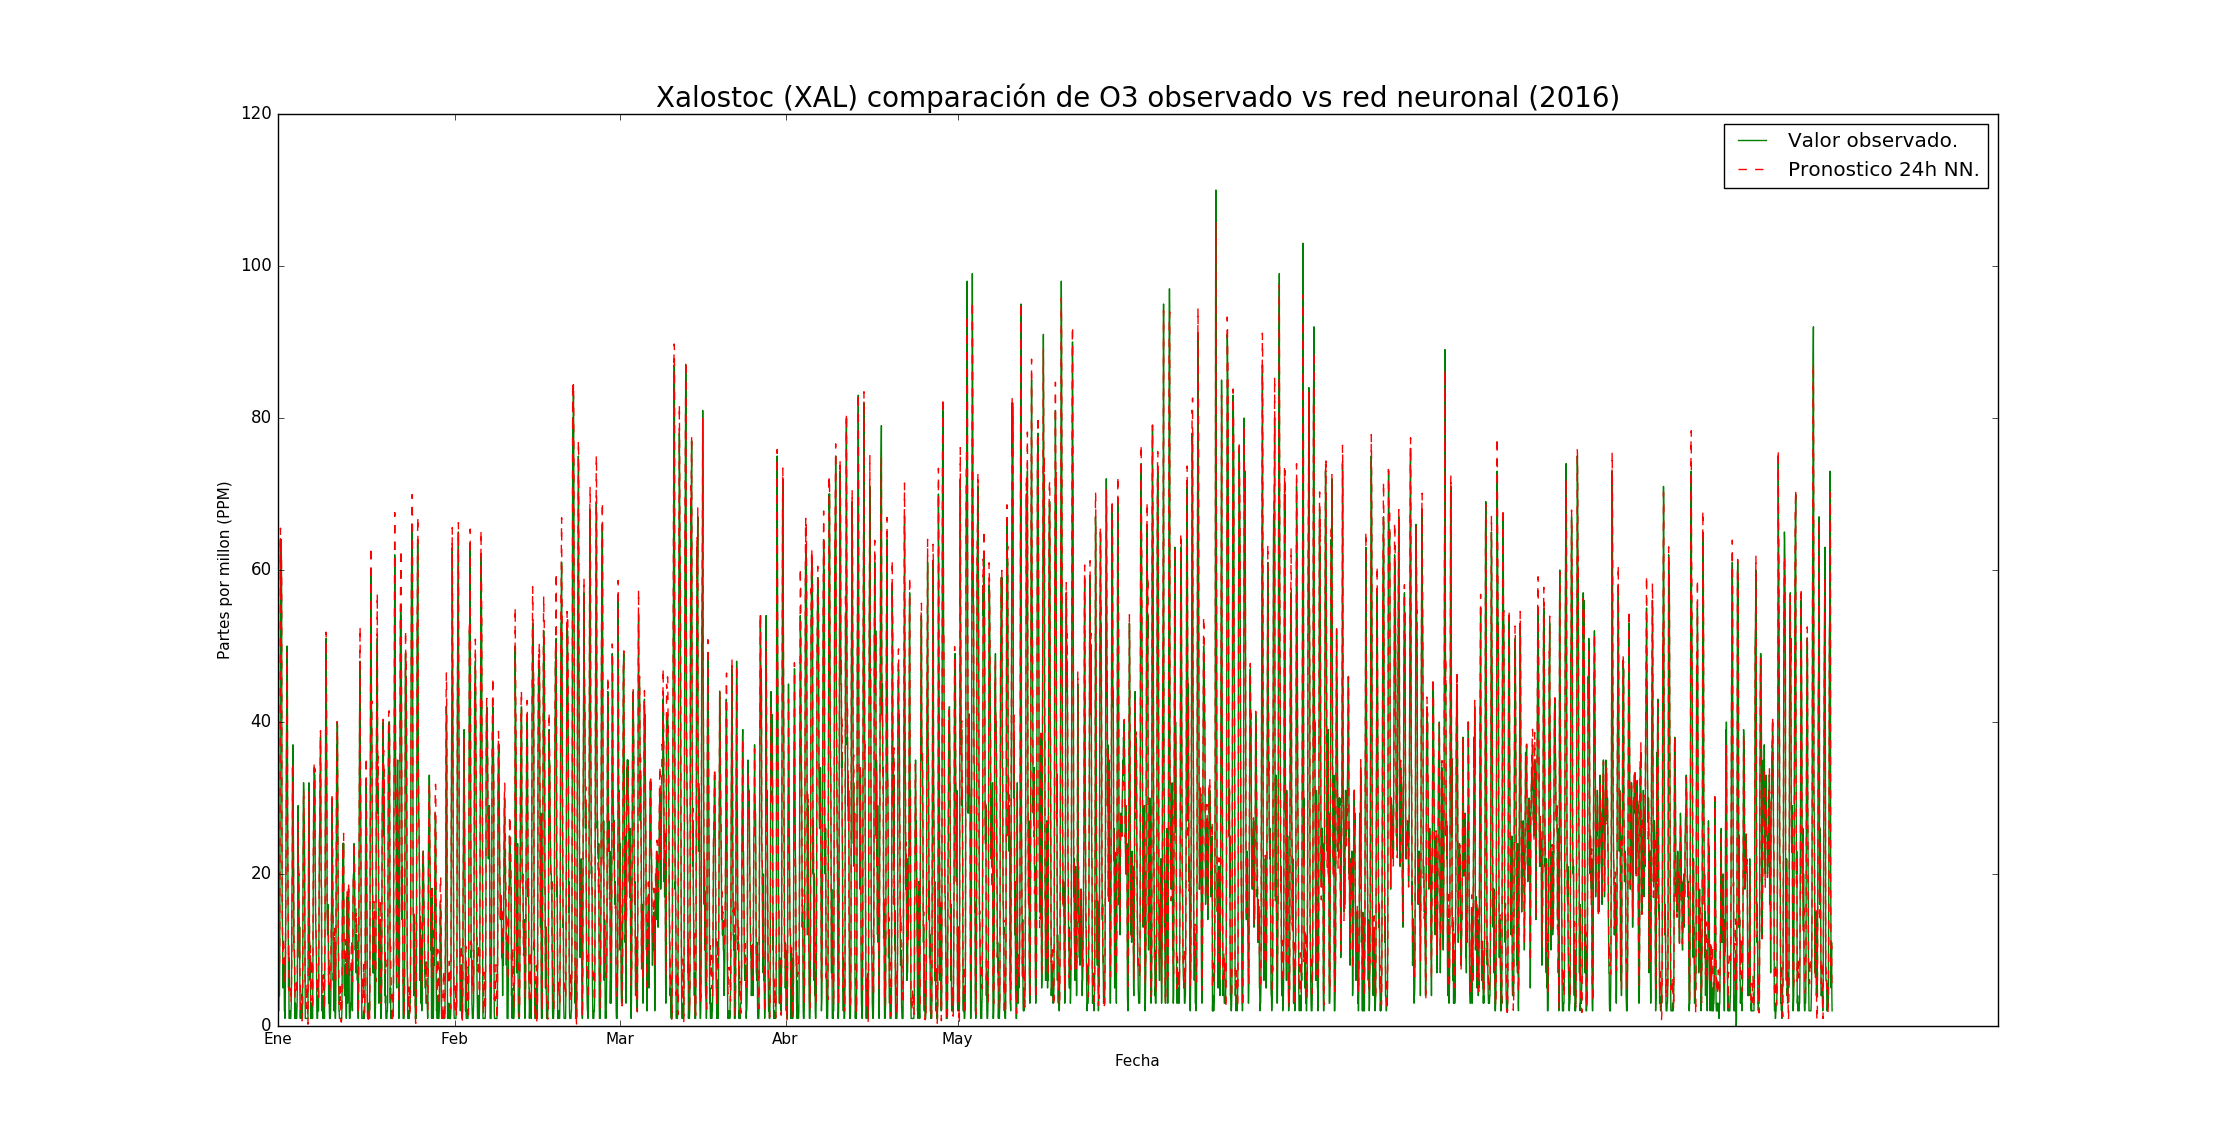 Xalostoc (XAL) comparación de O3 observado vs red neuronal (2016)
Valor observado.
Pronostico 24h NN.
Partes por millon (PPM)
120
100
80
60
40
20
0
Ene Feb Mar Abr May
Fecha